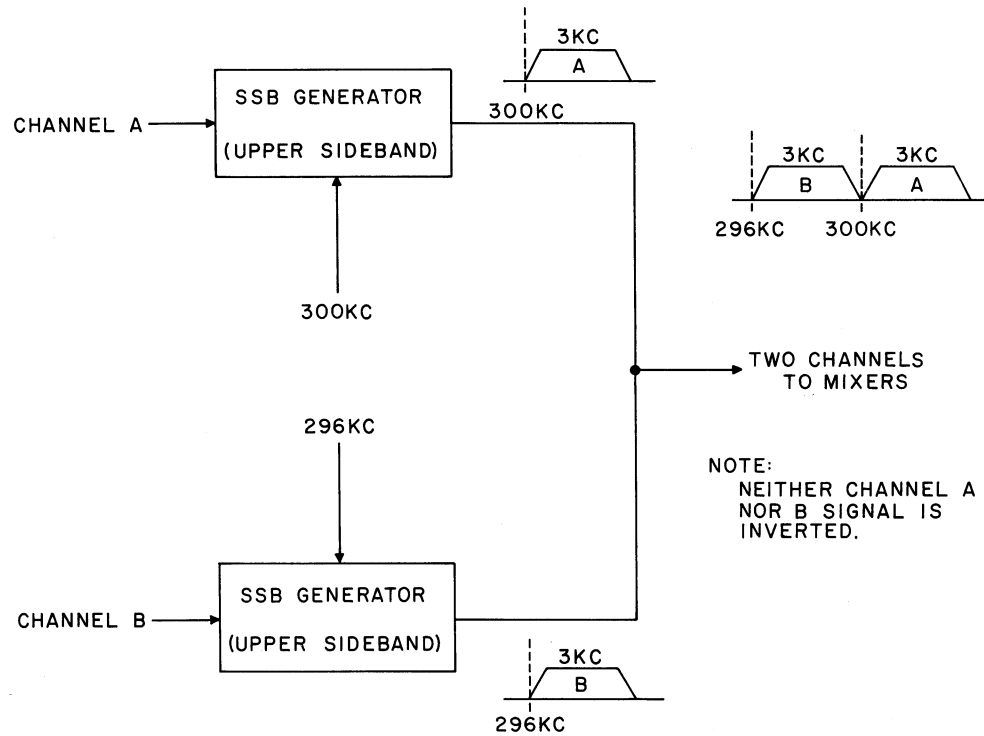 3KC
A
300KC
SSB GENERATOR
(UPPER SIDEBAND)
CHANNEL A
300KC
3KC
3KC
B
A
296KC
300KC
TWO CHANNELS
TO MIXERS
296KC
NOTE:
NEITHER CHANNEL A
NOR B SIGNAL IS
INVERTED.
SSB GENERATOR
(UPPER SIDEBAND)
CHANNEL B
3KC
B
296KC